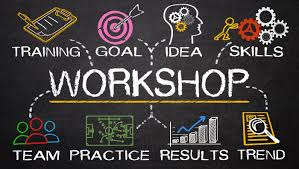 TRAINING GOAL IDEA SKILLS
WORKSHOP
TEAM PRACTICE RESULTS TREND